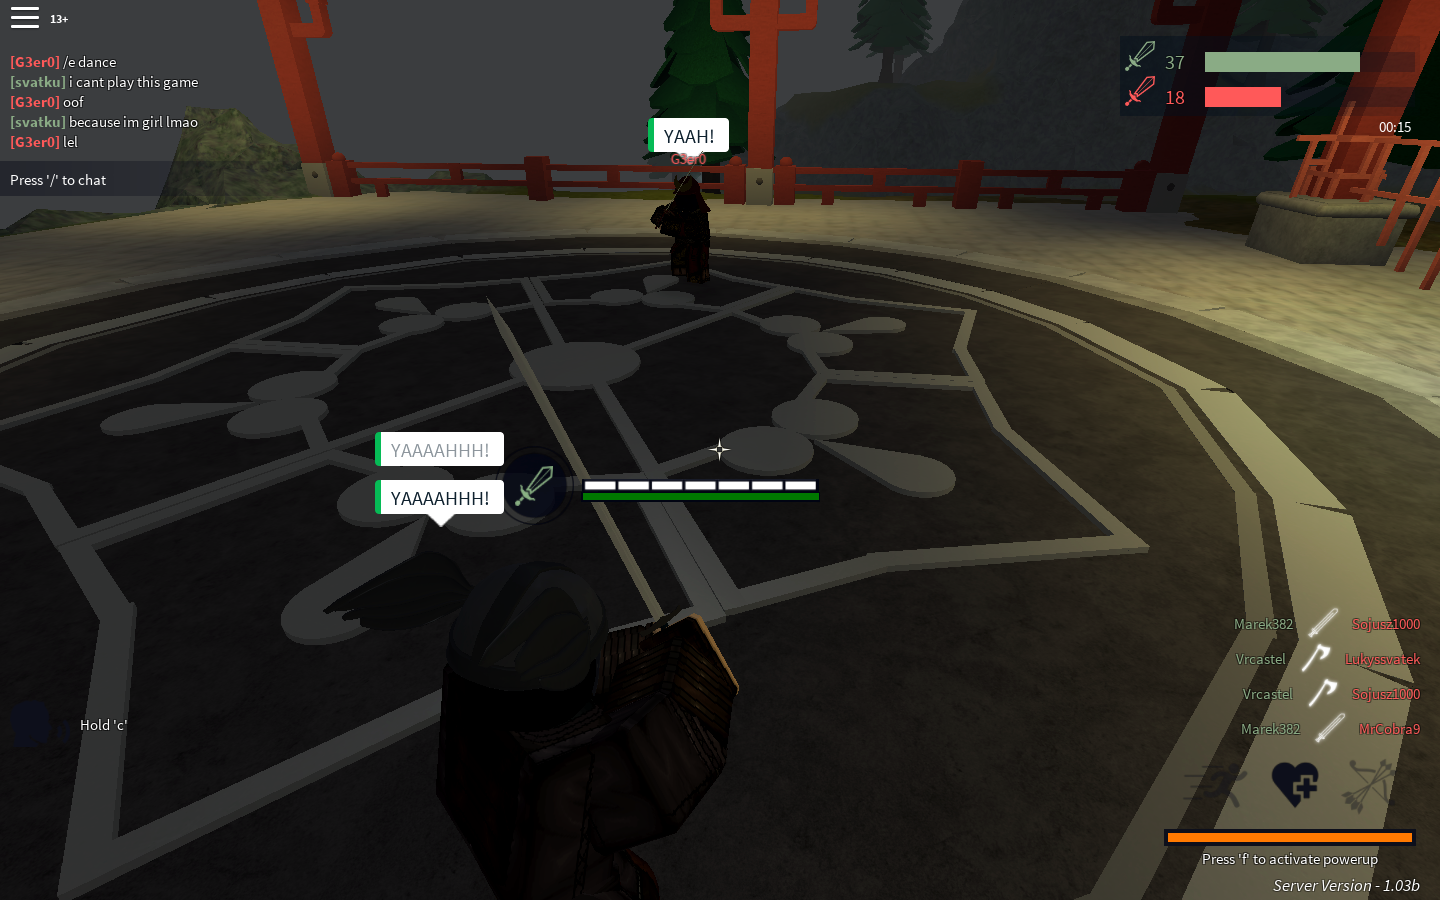 13+
[G3er0] /e dance
[svatku] i cant play this game
[G3er0] oof
[svatku] because im girl lmao
[G3er0] lel
Press '/' to chat
37
18
00:15
YAAH!
G3er0
YAAAAHHH!
YAAAAHHH!
Hold 'c'
Marek382 Sojusz1000
Vrcastel Lukyssvatek
Vrcastel Sojusz1000
Marek382 MrCobra9
Press 'f' to activate powerup
Server Version - 1.03b